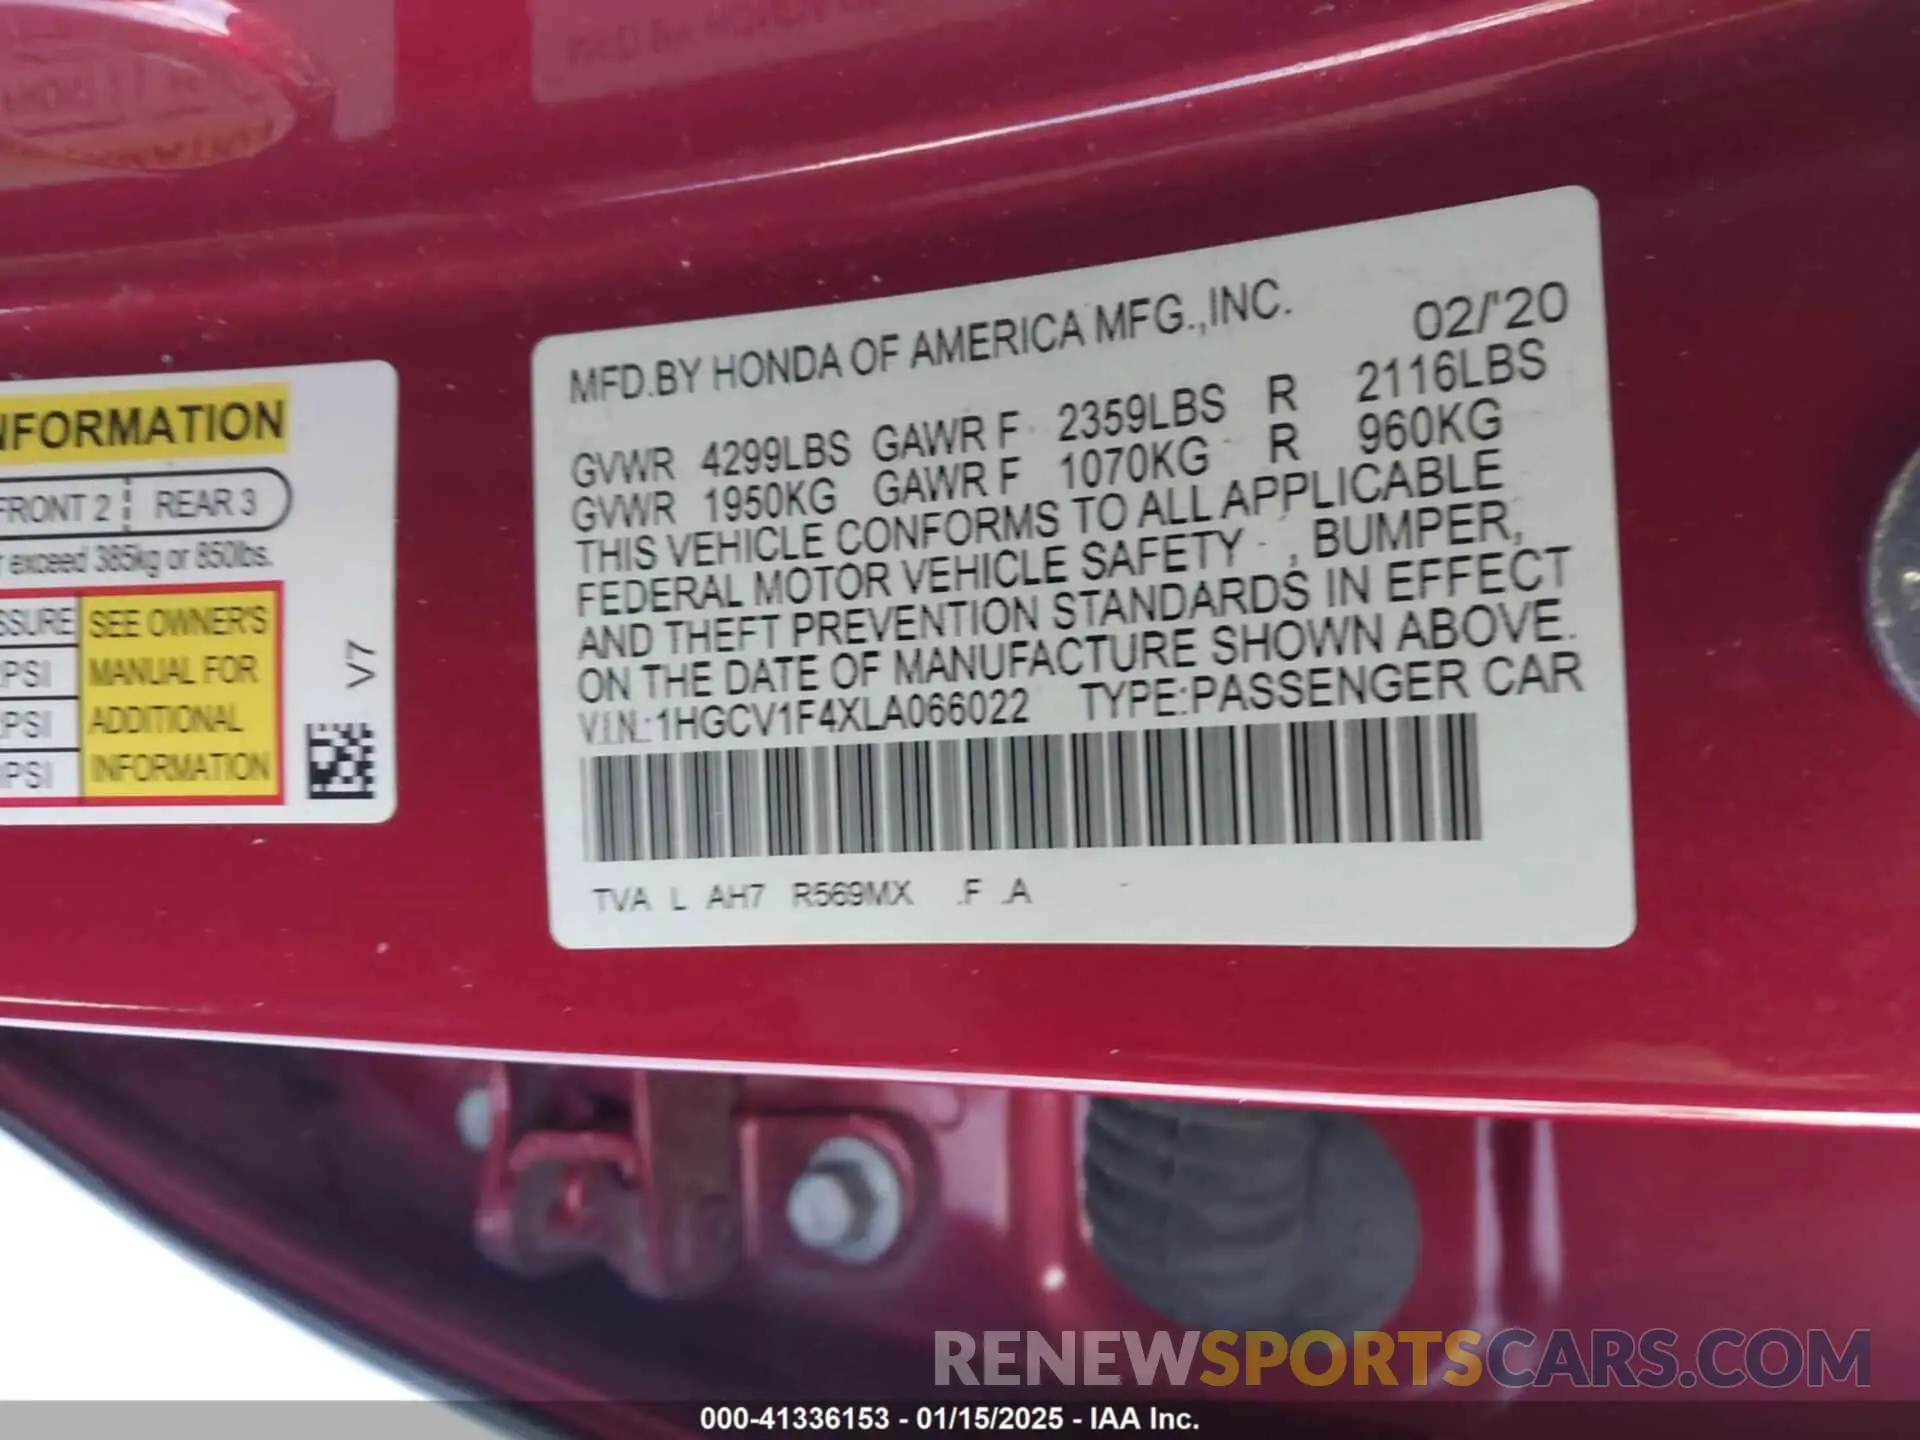 MFD.BY HONDA OF AMERICA MFG.,INC. 02/'20
GVWR 4299LBS GAWR F 2359LBS R 2116LBS
GVWR 1950KG GAWR F 1070KG R 960KG
THIS VEHICLE CONFORMS TO ALL APPLICABLE
FEDERAL MOTOR VEHICLE SAFETY , BUMPER,
AND THEFT PREVENTION STANDARDS IN EFFECT
ON THE DATE OF MANUFACTURE SHOWN ABOVE.
V.I.N.:1HGCV1F4XLA066022 TYPE:PASSENGER CAR
TVA L AH7 R569MX .F .A
NFORMATION
FRONT 2 REAR 3
exceed 385kg or 850lbs.
SSURE
PSI
PSI
PSI
SEE OWNER'S
MANUAL FOR
ADDITIONAL
INFORMATION
V7
RENEWSPORTSCARS.COM
000-41336153 - 01/15/2025 - IAA Inc.